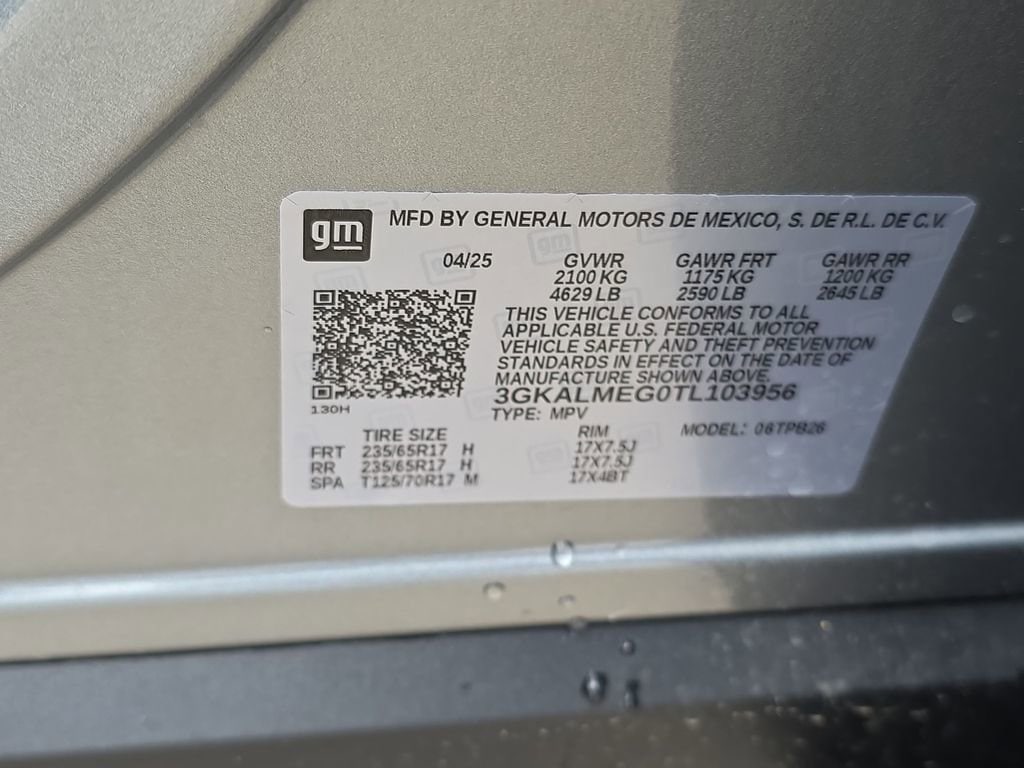 gm
MFD BY GENERAL MOTORS DE MEXICO, S. DE R.L. DE C.V.
04/25 GVWR GAWR FRT GAWR RR
2100 KG 1175 KG 1200 KG
4629 LB 2590 LB 2645 LB
THIS VEHICLE CONFORMS TO ALL
APPLICABLE U.S. FEDERAL MOTOR
VEHICLE SAFETY AND THEFT PREVENTION
STANDARDS IN EFFECT ON THE DATE OF
MANUFACTURE SHOWN ABOVE.
3GKALMEG0TL103956
130H
TYPE: MPV
TIRE SIZE RIM MODEL: 06TPB26
FRT 235/65R17 H 17X7.5J
RR 235/65R17 H 17X7.5J
SPA T125/70R17 M 17X4BT